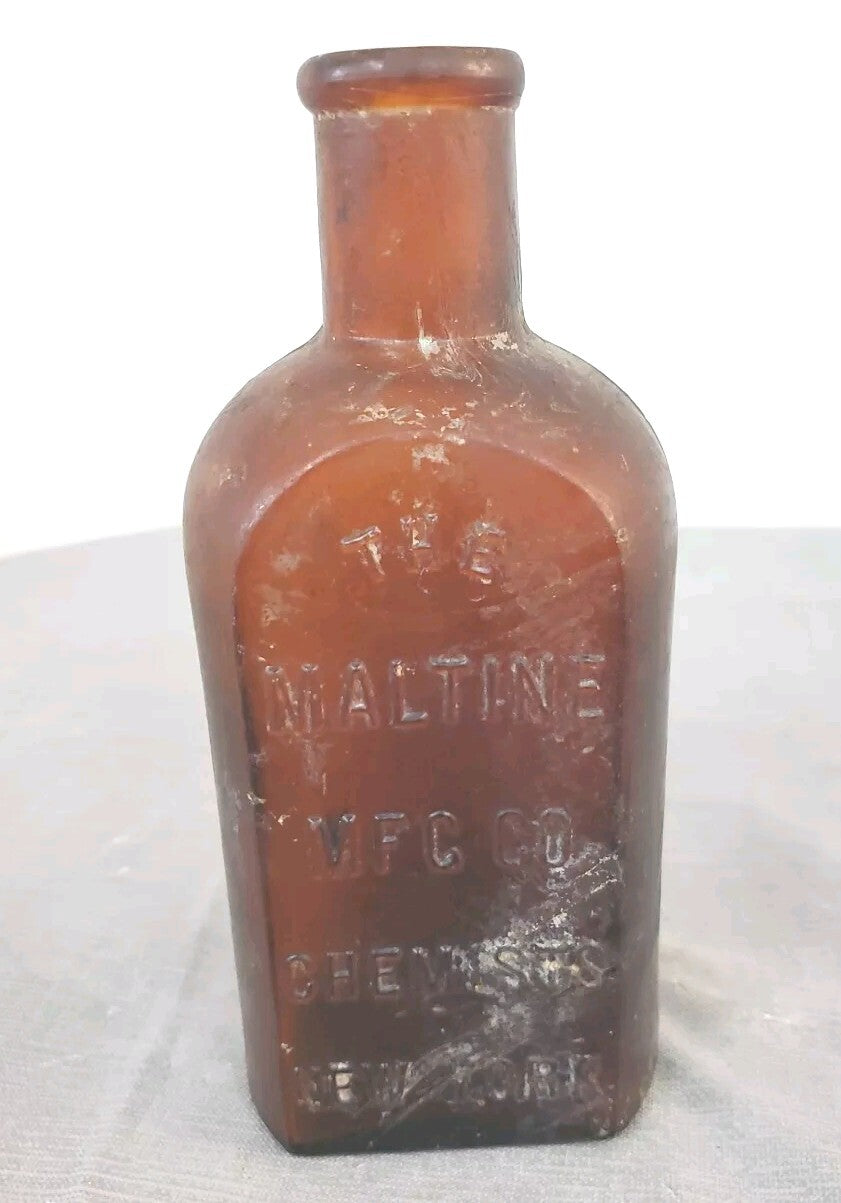 THE
MALTINE
MFG CO
CHEMISTS
NEW YORK